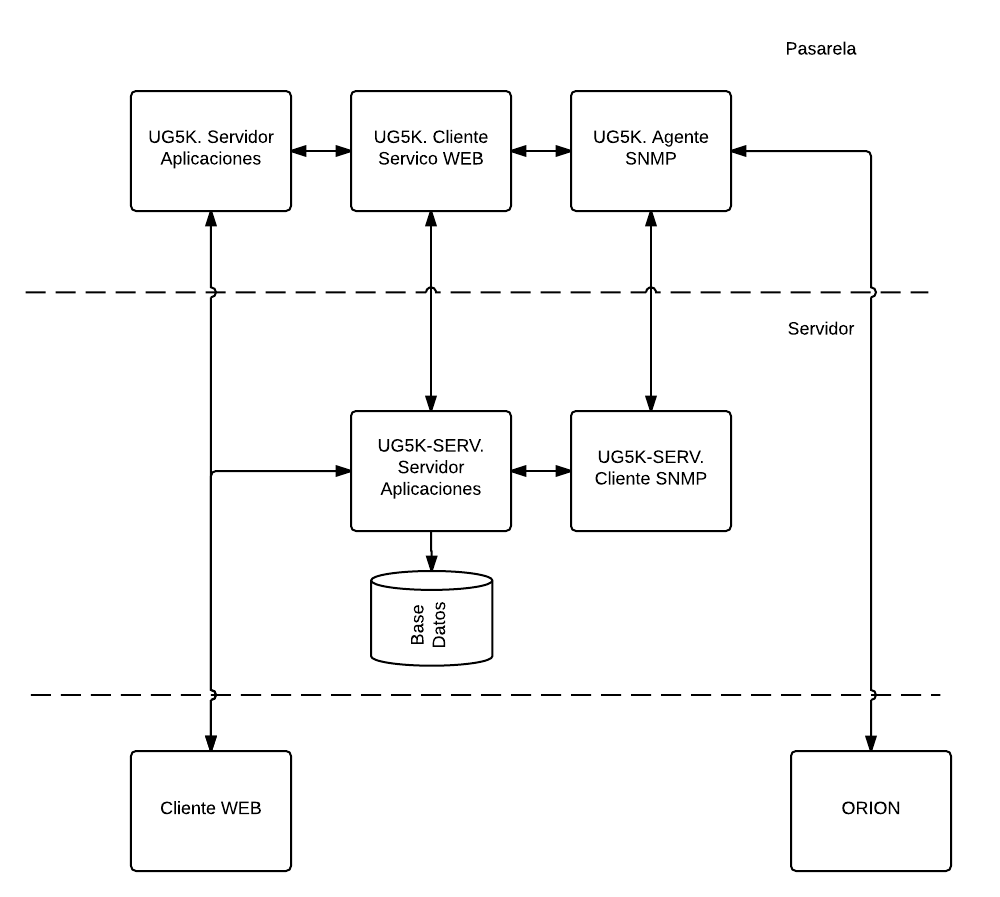 Pasarela
UG5K. Servidor
Aplicaciones
UG5K. Cliente
Servico WEB
UG5K. Agente
SNMP
Servidor
UG5K-SERV.
Servidor
Aplicaciones
UG5K-SERV.
Cliente SNMP
Base
Datos
Cliente WEB
ORION